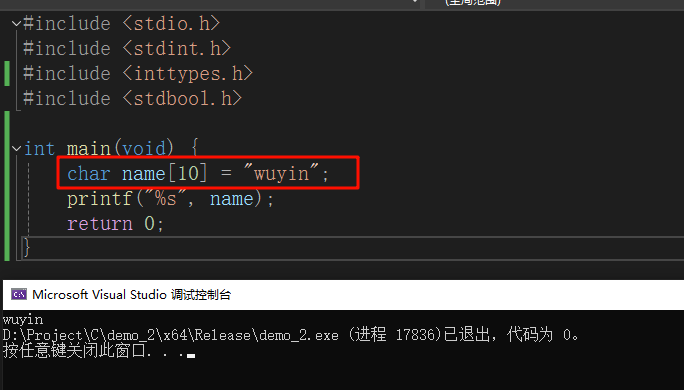 (全局范围)
#include <stdio.h>
#include <stdint.h>
#include <inttypes.h>
#include <stdbool.h>
int main(void) {
char name[10] = "wuyin";
printf("%s", name);
return 0;
}
Microsoft Visual Studio 调试控制台
wuyin
D:\Project\C\demo_2\x64\Release\demo_2.exe (进程 17836)已退出，代码为 0。
按任意键关闭此窗口. . .